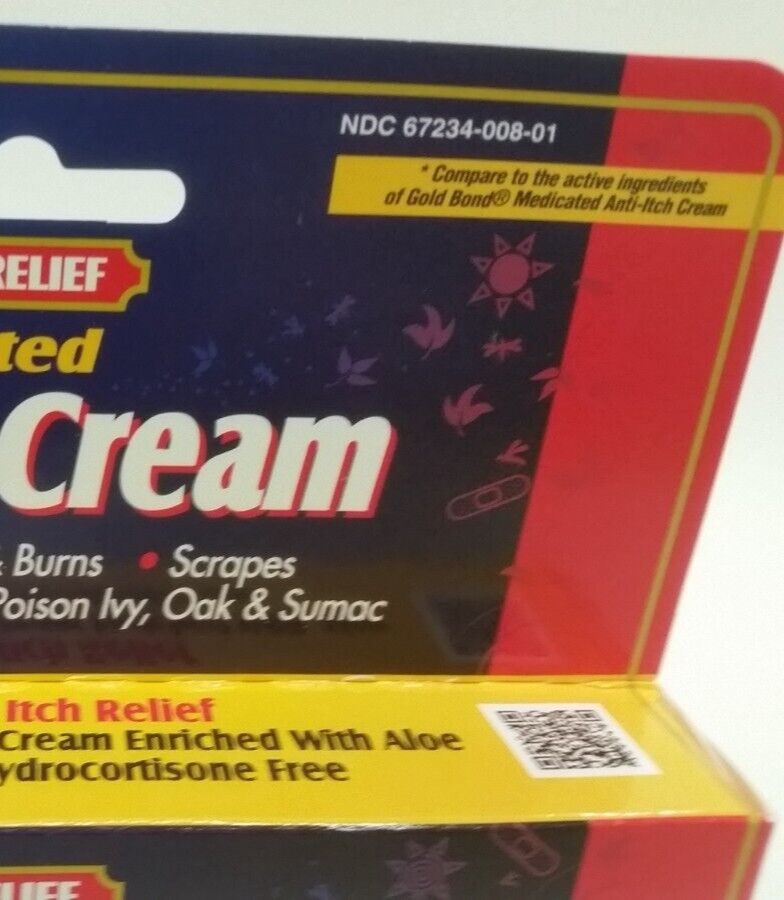 NDC 67234-008-01
* Compare to the active ingredients
of Gold Bond® Medicated Anti-Itch Cream
RELIEF
ted
Cream
& Burns • Scrapes
Poison Ivy, Oak & Sumac
Itch Relief
Cream Enriched With Aloe
ydrocortisone Free
LIEF